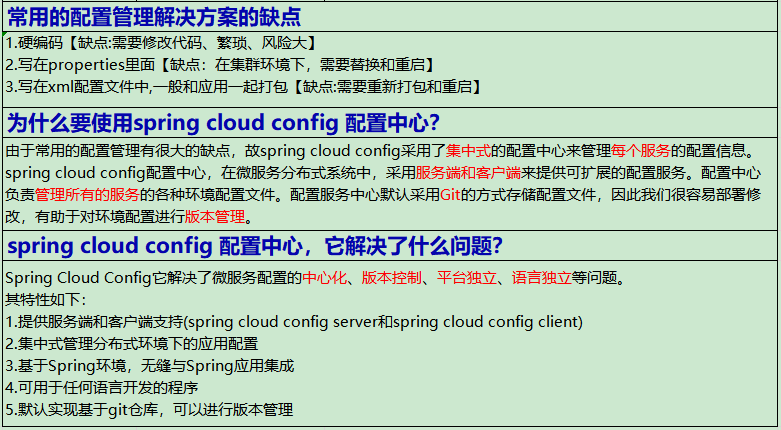 常用的配置管理解决方案的缺点
1.硬编码【缺点:需要修改代码、繁琐、风险大】
2.写在properties里面【缺点：在集群环境下，需要替换和重启】
3.写在xml配置文件中,一般和应用一起打包【缺点:需要重新打包和重启】
为什么要使用spring cloud config 配置中心？
由于常用的配置管理有很大的缺点，故spring cloud config采用了集中式的配置中心来管理每个服务的配置信息。
spring cloud config配置中心，在微服务分布式系统中，采用服务端和客户端来提供可扩展的配置服务。配置中心
负责管理所有的服务的各种环境配置文件。配置服务中心默认采用Git的方式存储配置文件，因此我们很容易部署修
改，有助于对环境配置进行版本管理。
spring cloud config 配置中心，它解决了什么问题？
Spring Cloud Config它解决了微服务配置的中心化、版本控制、平台独立、语言独立等问题。
其特性如下：
1.提供服务端和客户端支持(spring cloud config server和spring cloud config client)
2.集中式管理分布式环境下的应用配置
3.基于Spring环境，无缝与Spring应用集成
4.可用于任何语言开发的程序
5.默认实现基于git仓库，可以进行版本管理